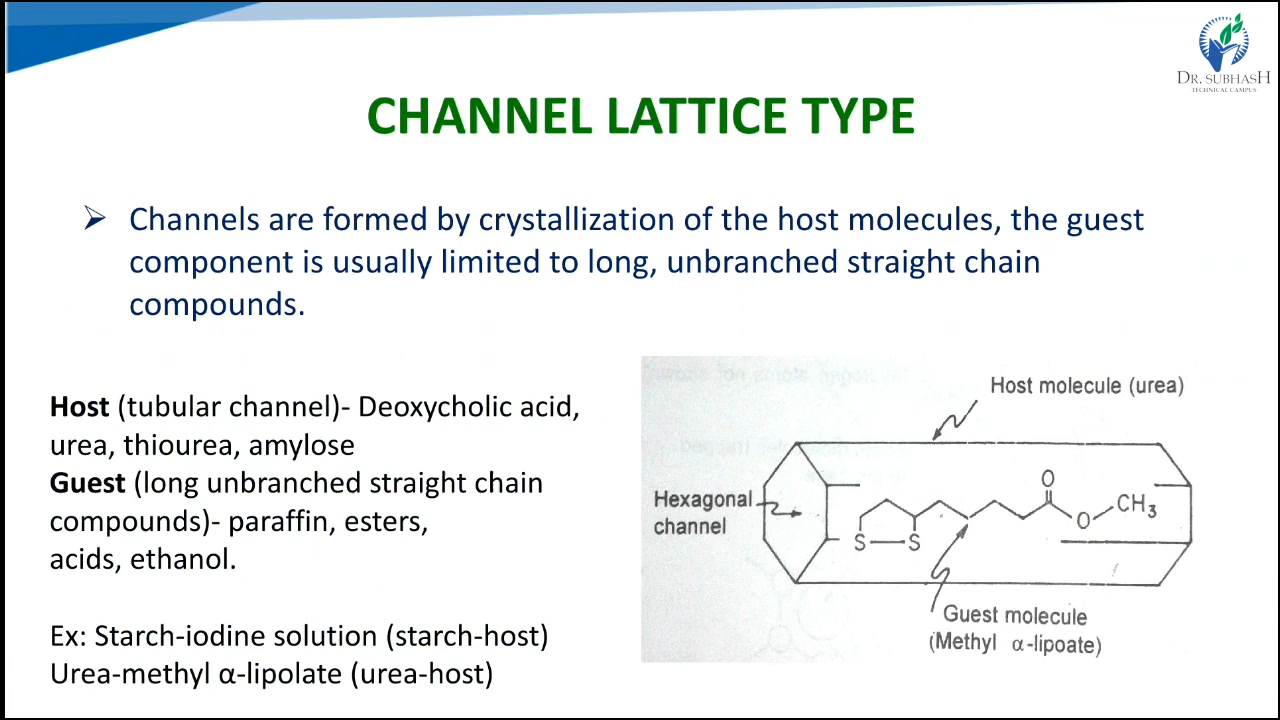 DR. SUBHASH
TECHNICAL CAMPUS
CHANNEL LATTICE TYPE
➢ Channels are formed by crystallization of the host molecules, the guest
component is usually limited to long, unbranched straight chain
compounds.
Host (tubular channel)- Deoxycholic acid,
urea, thiourea, amylose
Guest (long unbranched straight chain
compounds)- paraffin, esters,
acids, ethanol.
Ex: Starch-iodine solution (starch-host)
Urea-methyl α-lipolate (urea-host)
Host molecule (urea)
Hexagonal
channel
O
O
CH3
S
S
Guest molecule
(Methyl α-lipoate)